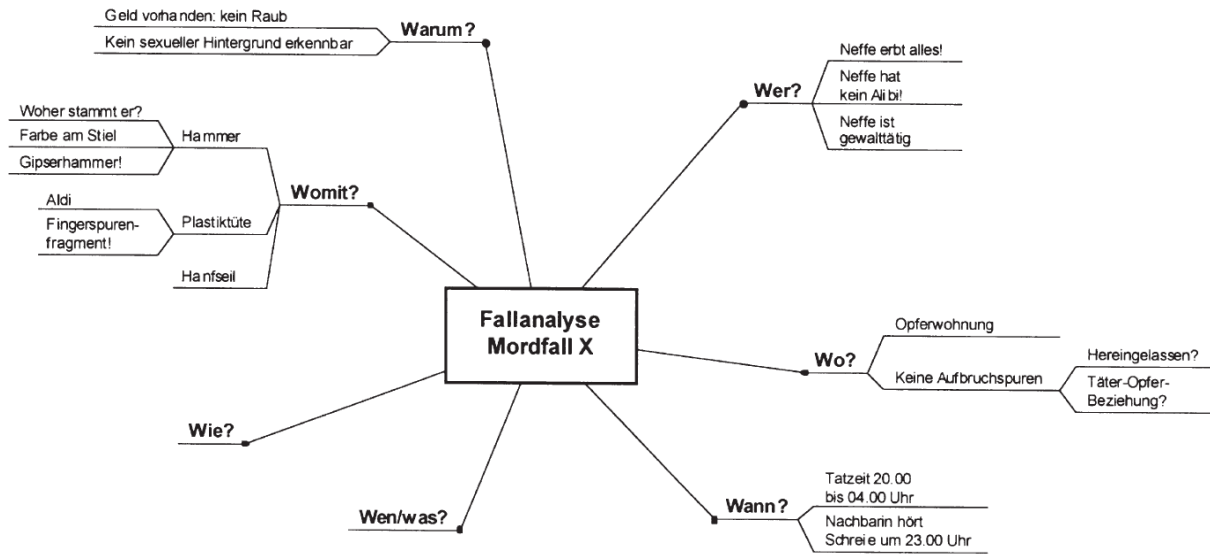 Fallanalyse
Mordfall X
Warum?
Geld vorhanden: kein Raub
Kein sexueller Hintergrund erkennbar
Wer?
Neffe erbt alles!
Neffe hat
kein Alibi!
Neffe ist
gewalttätig
Womit?
Hammer
Woher stammt er?
Farbe am Stiel
Gipserhammer!
Plastiktüte
Aldi
Fingerspuren-
fragment!
Hanfseil
Wo?
Opferwohnung
Keine Aufbruchspuren
Hereingelassen?
Täter-Opfer-
Beziehung?
Wie?
Wen/was?
Wann?
Tatzeit 20.00
bis 04.00 Uhr
Nachbarin hört
Schreie um 23.00 Uhr